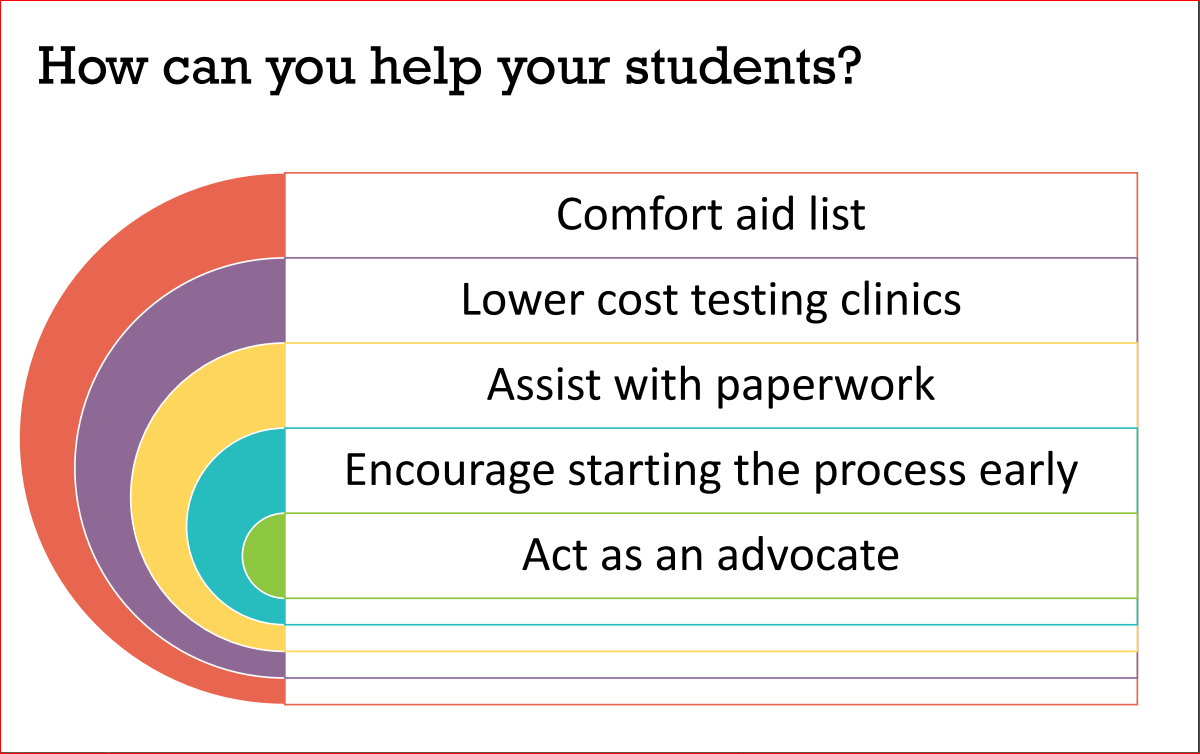 How can you help your students?
Comfort aid list
Lower cost testing clinics
Assist with paperwork
Encourage starting the process early
Act as an advocate